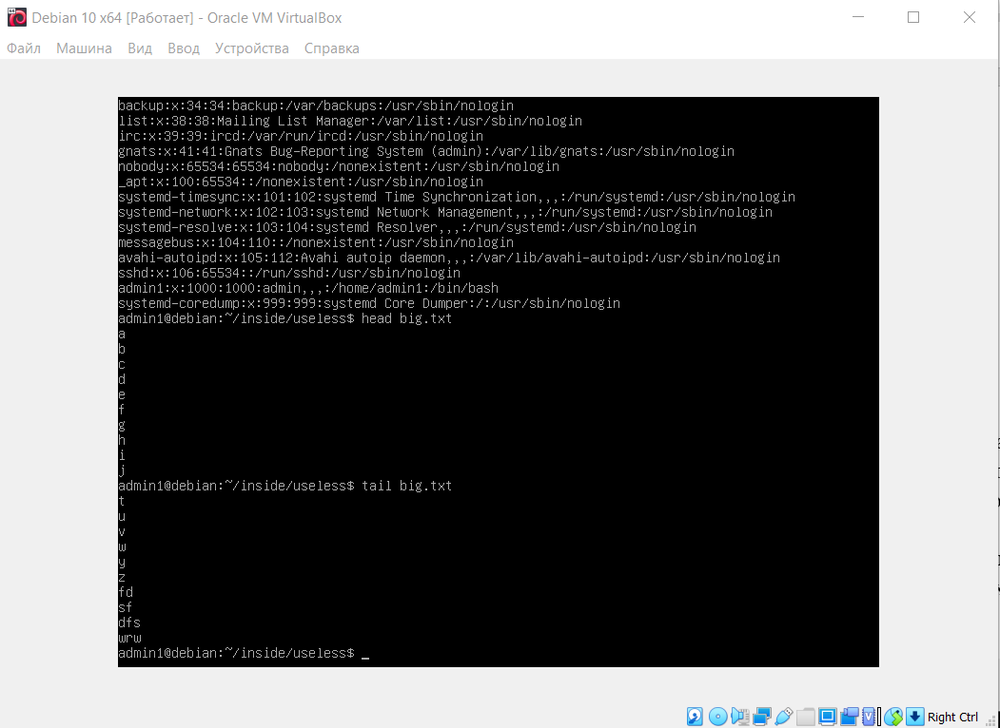 Debian 10 x64 [Работает] - Oracle VM VirtualBox
Файл Машина Вид Ввод Устройства Справка
backup:x:34:34:backup:/var/backups:/usr/sbin/nologin
list:x:38:38:Mailing List Manager:/var/list:/usr/sbin/nologin
irc:x:39:39:ircd:/var/run/ircd:/usr/sbin/nologin
gnats:x:41:41:Gnats Bug-Reporting System (admin):/var/lib/gnats:/usr/sbin/nologin
nobody:x:65534:65534:nobody:/nonexistent:/usr/sbin/nologin
_apt:x:100:65534::/nonexistent:/usr/sbin/nologin
systemd-timesync:x:101:102:systemd Time Synchronization,,,:/run/systemd:/usr/sbin/nologin
systemd-network:x:102:103:systemd Network Management,,,:/run/systemd:/usr/sbin/nologin
systemd-resolve:x:103:104:systemd Resolver,,,:/run/systemd:/usr/sbin/nologin
messagebus:x:104:110::/nonexistent:/usr/sbin/nologin
avahi-autoipd:x:105:112:Avahi autoip daemon,,,:/var/lib/avahi-autoipd:/usr/sbin/nologin
sshd:x:106:65534::/run/sshd:/usr/sbin/nologin
admin1:x:1000:1000:admin,,,:/home/admin1:/bin/bash
systemd-coredump:x:999:999:systemd Core Dumper:/:/usr/sbin/nologin
admin1@debian:~/inside/useless$ head big.txt
a
b
c
d
e
f
g
h
i
j
admin1@debian:~/inside/useless$ tail big.txt
t
u
v
w
y
z
fd
sf
dfs
wrw
admin1@debian:~/inside/useless$ _
Right Ctrl